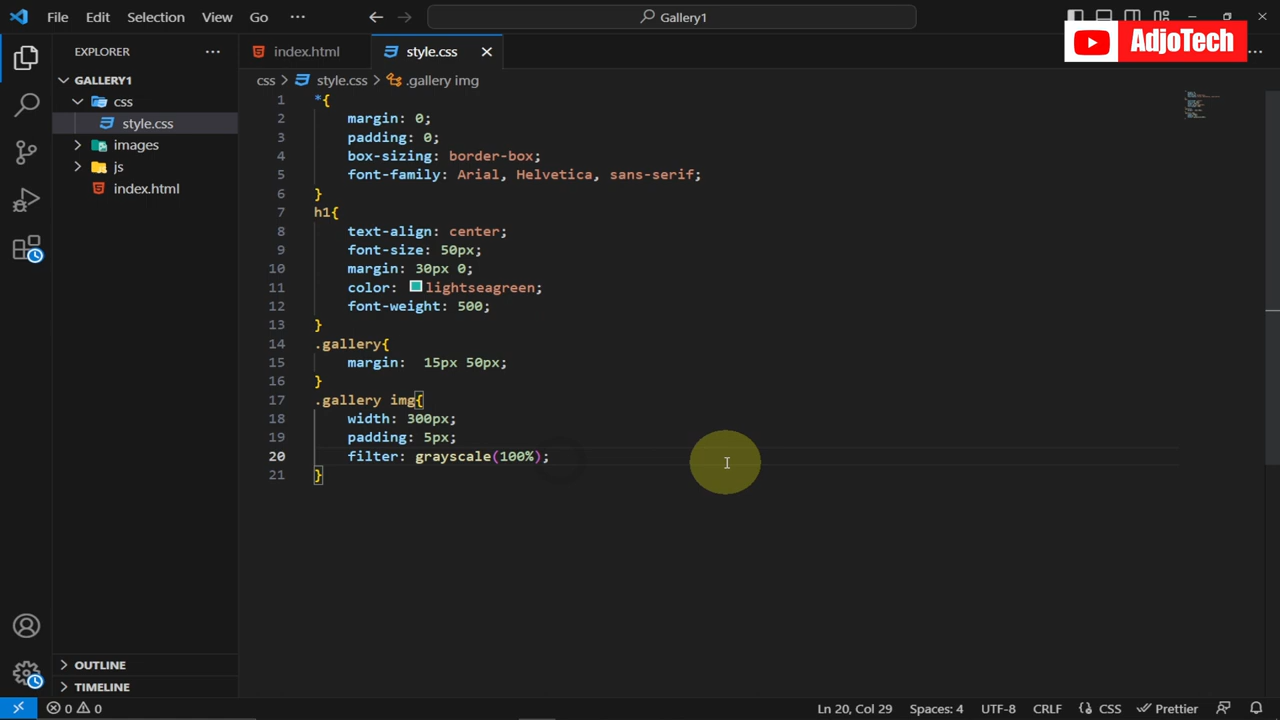 File Edit Selection View Go ··· Gallery1
AdjoTech
EXPLORER ···
index.html
style.css
GALLERY1
css
style.css
images
js
index.html
css > style.css > .gallery img
1 *{
2 margin: 0;
3 padding: 0;
4 box-sizing: border-box;
5 font-family: Arial, Helvetica, sans-serif;
6 }
7 h1{
8 text-align: center;
9 font-size: 50px;
10 margin: 30px 0;
11 color: lightseagreen;
12 font-weight: 500;
13 }
14 .gallery{
15 margin:  15px 50px;
16 }
17 .gallery img{
18 width: 300px;
19 padding: 5px;
20 filter: grayscale(100%);
21 }
OUTLINE
TIMELINE
0 0 Ln 20, Col 29 Spaces: 4 UTF-8 CRLF CSS Prettier